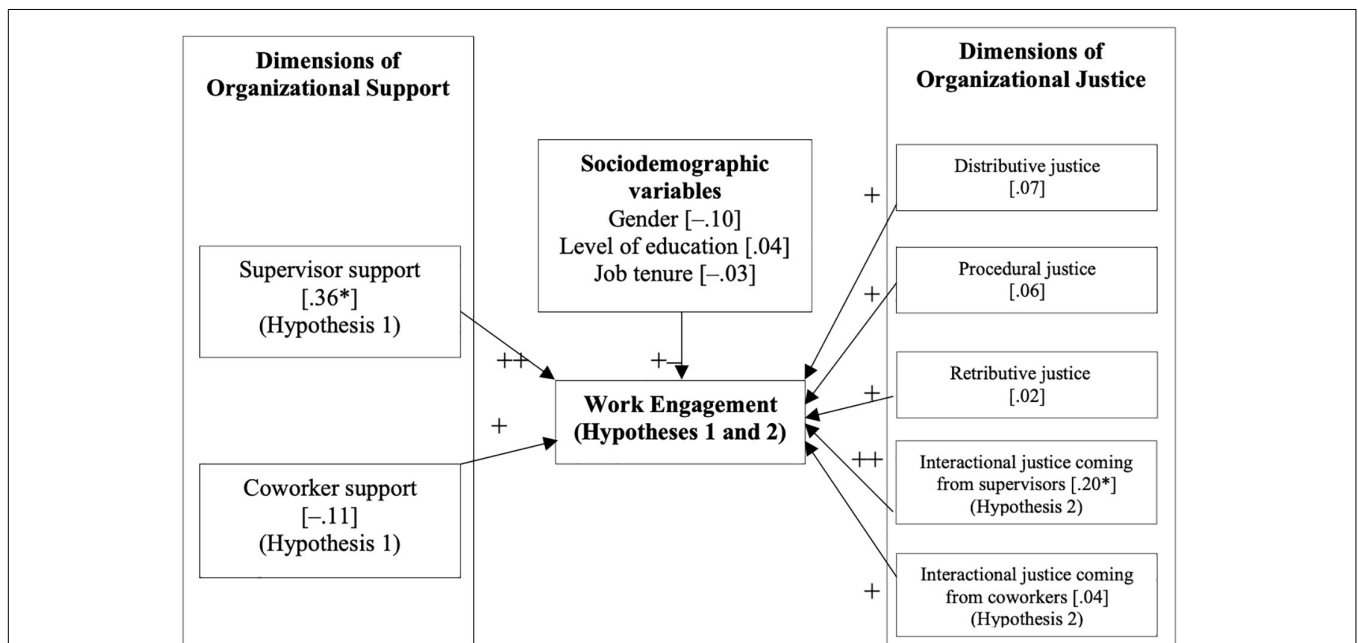 Dimensions of
Organizational Support
Supervisor support
[.36*]
(Hypothesis 1)
Coworker support
[–.11]
(Hypothesis 1)
++
+
Sociodemographic
variables
Gender [–.10]
Level of education [.04]
Job tenure [–.03]
+–
Work Engagement
(Hypotheses 1 and 2)
Dimensions of
Organizational Justice
Distributive justice
[.07]
+
Procedural justice
[.06]
+
Retributive justice
[.02]
+
Interactional justice coming
from supervisors [.20*]
(Hypothesis 2)
++
Interactional justice coming
from coworkers [.04]
(Hypothesis 2)
+